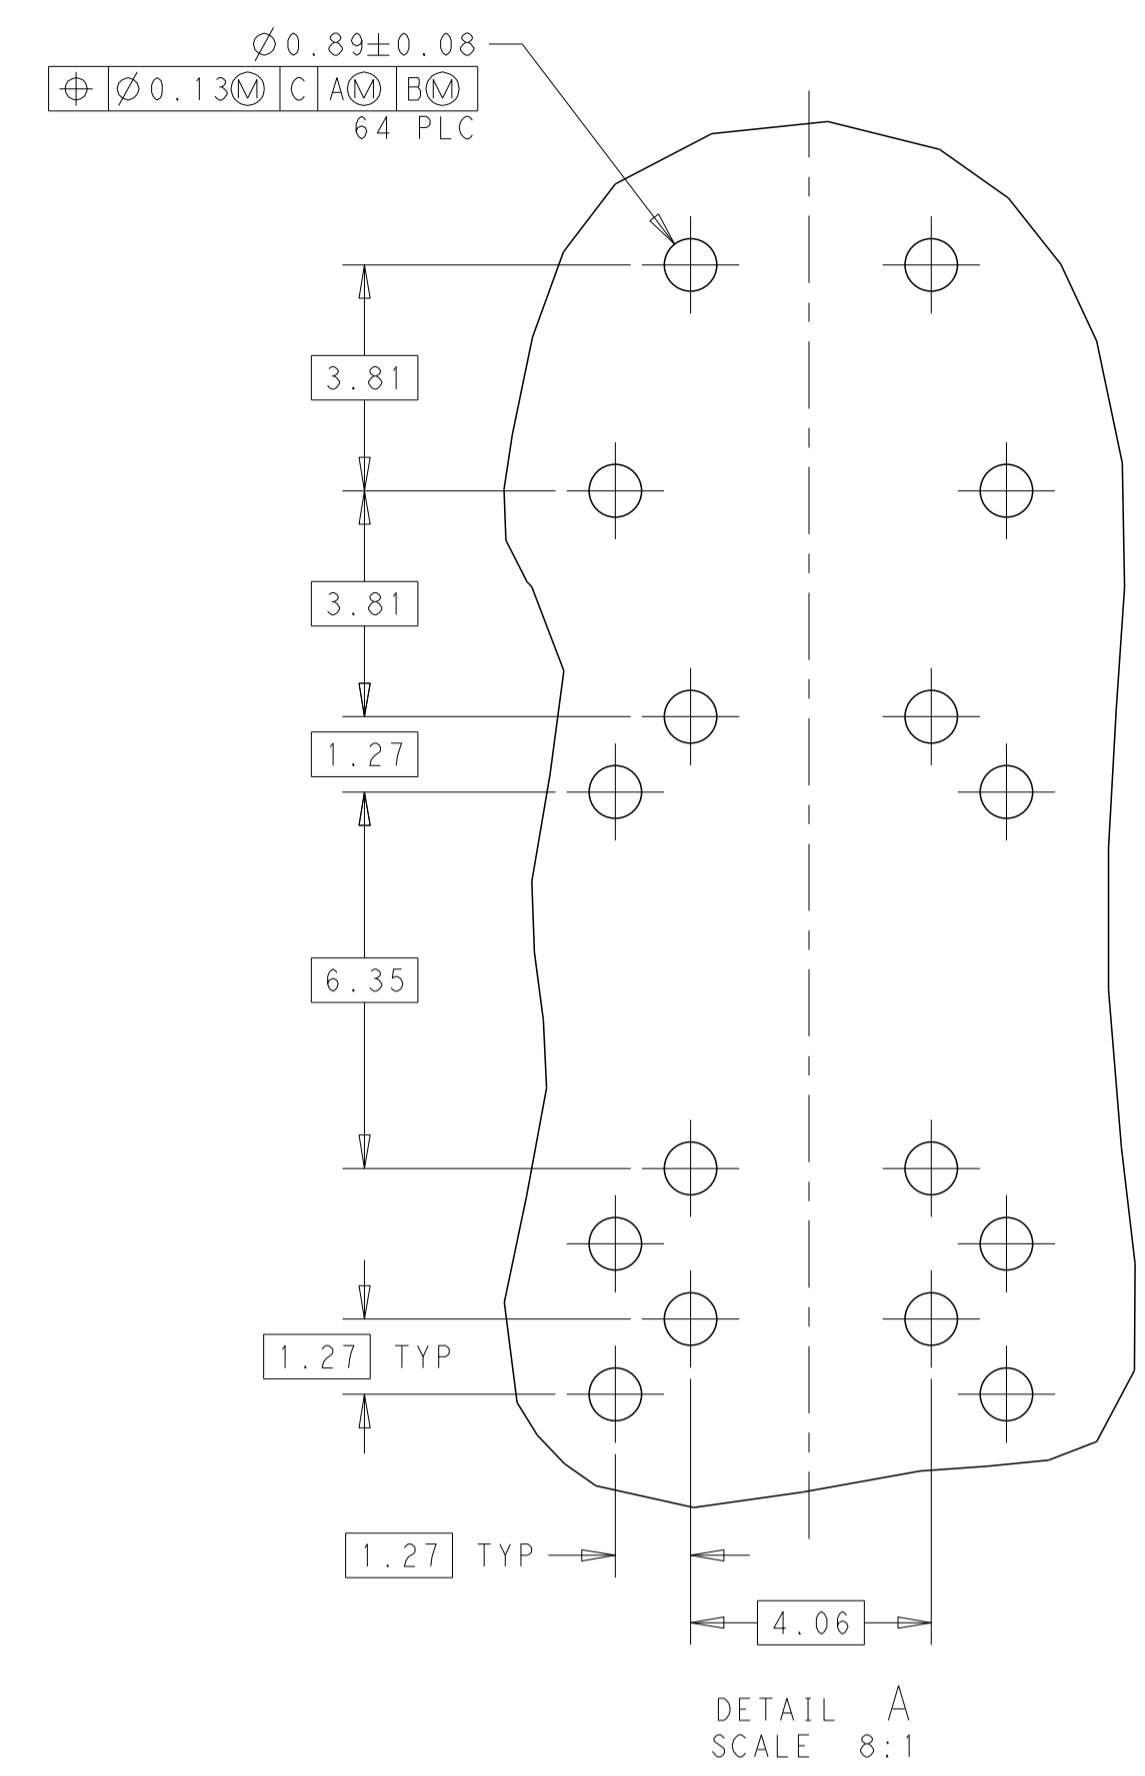 Ø0.89±0.08
⌖ Ø0.13Ⓜ C AⓂ BⓂ
64 PLC
3.81
3.81
1.27
6.35
1.27 TYP
1.27 TYP
4.06
DETAIL A
SCALE 8:1